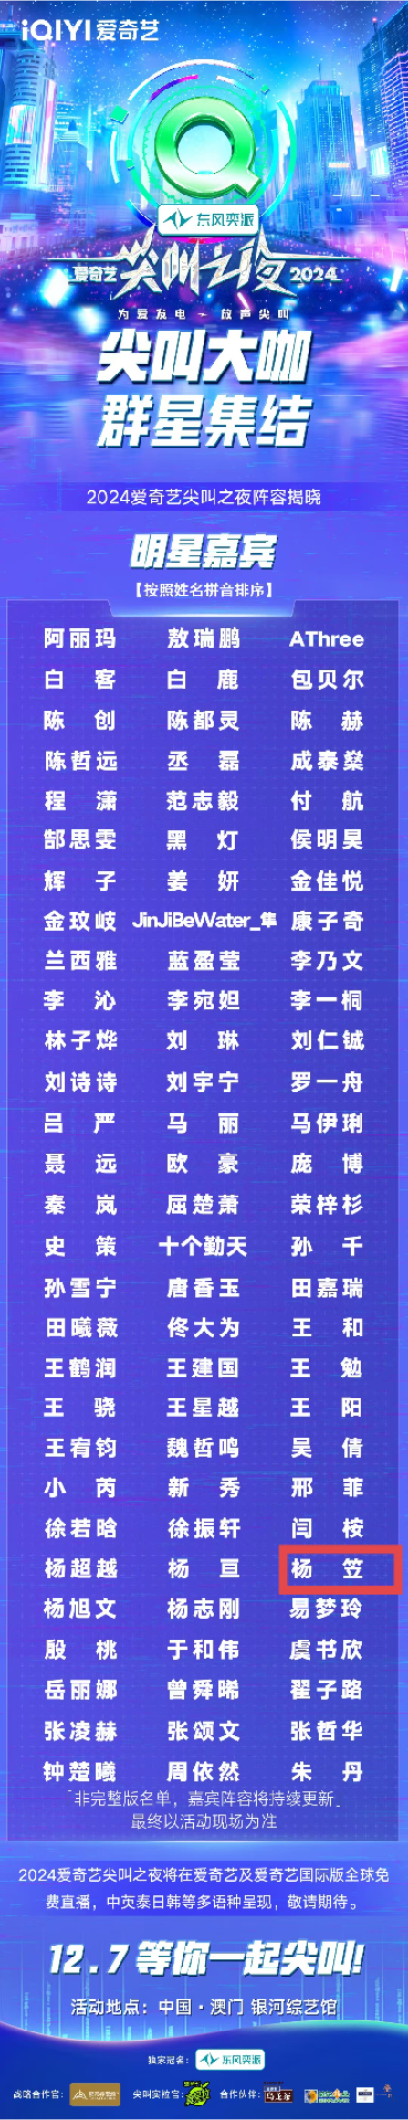 iQIYI 爱奇艺
东风奕派
爱奇艺 尖叫之夜 2024
为爱发电 放声尖叫
尖叫大咖
群星集结
2024爱奇艺尖叫之夜阵容揭晓
明星嘉宾
【按照姓名拼音排序】
阿丽玛 敖瑞鹏 AThree
白客 白鹿 包贝尔
陈创 陈都灵 陈赫
陈哲远 丞磊 成泰燊
程潇 范志毅 付航
郜思雯 黑灯 侯明昊
辉子 姜妍 金佳悦
金玟岐 JinJiBeWater_隼 康子奇
兰西雅 蓝盈莹 李乃文
李沁 李宛妲 李一桐
林子烨 刘琳 刘仁铖
刘诗诗 刘宇宁 罗一舟
吕严 马丽 马伊琍
聂远 欧豪 庞博
秦岚 屈楚萧 荣梓杉
史策 十个勤天 孙千
孙雪宁 唐香玉 田嘉瑞
田曦薇 佟大为 王和
王鹤润 王建国 王勉
王骁 王星越 王阳
王宥钧 魏哲鸣 吴倩
小芮 新秀 邢菲
徐若晗 徐振轩 闫桉
杨超越 杨亘 杨笠
杨旭文 杨志刚 易梦玲
殷桃 于和伟 虞书欣
岳丽娜 曾舜晞 翟子路
张凌赫 张颂文 张哲华
钟楚曦 周依然 朱丹
「非完整版名单，嘉宾阵容将持续更新」
最终以活动现场为准
2024爱奇艺尖叫之夜将在爱奇艺及爱奇艺国际版全球免
费直播，中英泰日韩等多语种呈现，敬请期待。
12.7 等你一起尖叫!
活动地点：中国·澳门 银河综艺馆
独家冠名： 东风奕派
战略合作官： 尖叫实检官： 合作伙伴：